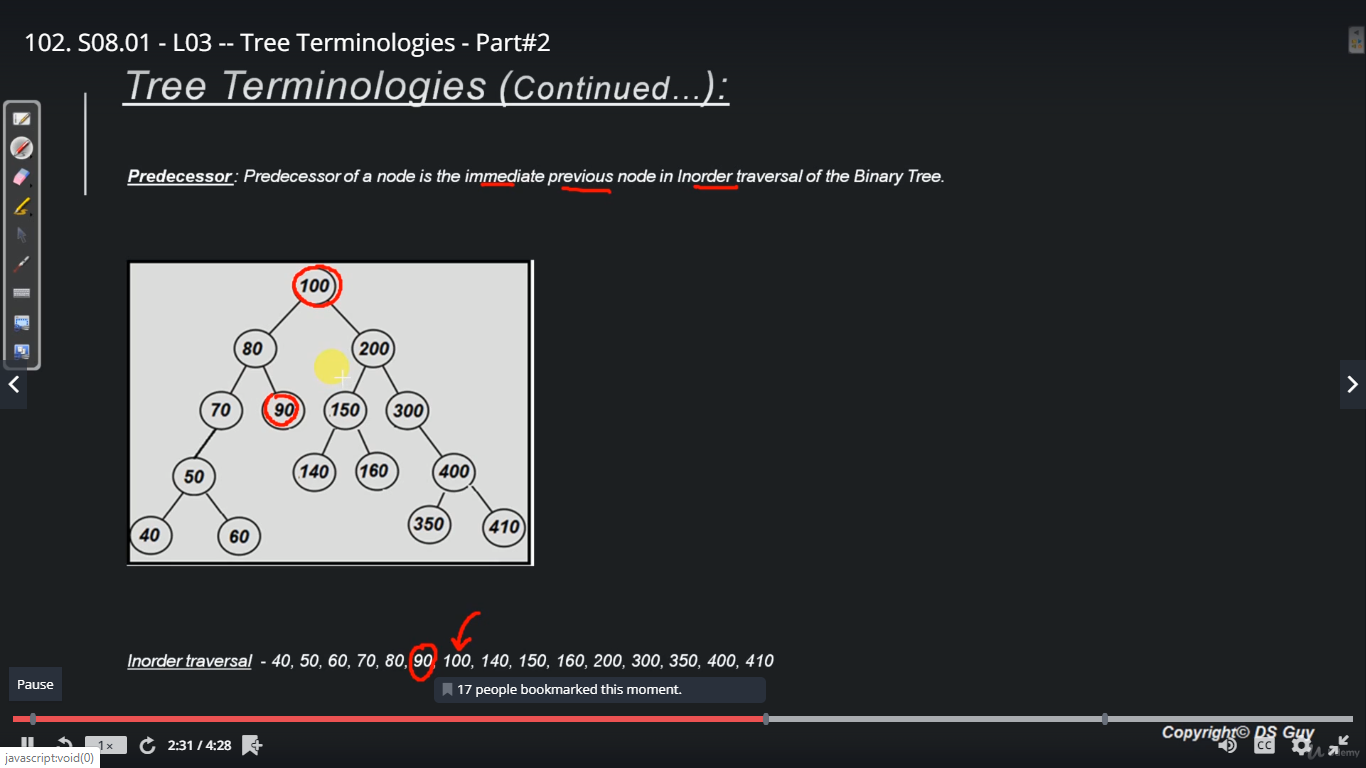 102. S08.01 - L03 -- Tree Terminologies - Part#2
Tree Terminologies (Continued...):
Predecessor: Predecessor of a node is the immediate previous node in Inorder traversal of the Binary Tree.
100
80 200
70 90 150 300
50 140 160 400
40 60 350 410
Inorder traversal - 40, 50, 60, 70, 80, 90, 100, 140, 150, 160, 200, 300, 350, 400, 410
Pause
17 people bookmarked this moment.
Copyright© DS Guy
1x 2:31 / 4:28 CC
javascript:void(0)